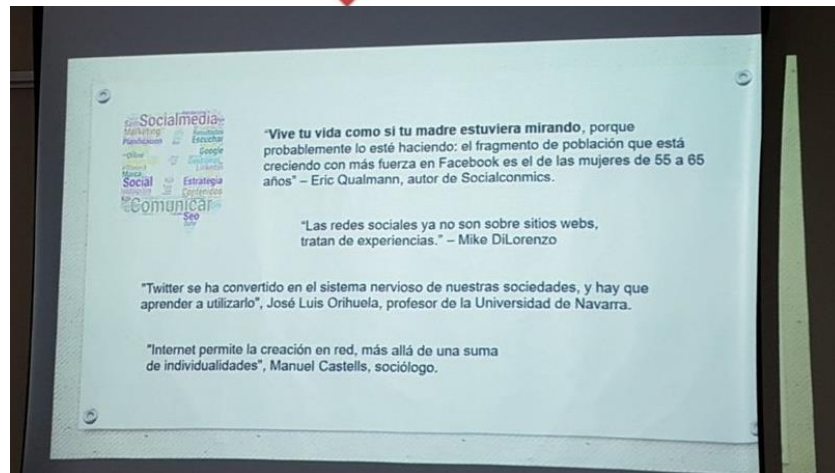 Socialmedia
Marketing
Planificación
Escuchar
Google
Online
Marca
Social
Estrategia
Contenidos
Comunicar
Seo
“Vive tu vida como si tu madre estuviera mirando, porque
probablemente lo esté haciendo: el fragmento de población que está
creciendo con más fuerza en Facebook es el de las mujeres de 55 a 65
años” – Eric Qualmann, autor de Socialconmics.
“Las redes sociales ya no son sobre sitios webs,
tratan de experiencias.” – Mike DiLorenzo
"Twitter se ha convertido en el sistema nervioso de nuestras sociedades, y hay que
aprender a utilizarlo", José Luis Orihuela, profesor de la Universidad de Navarra.
"Internet permite la creación en red, más allá de una suma
de individualidades", Manuel Castells, sociólogo.